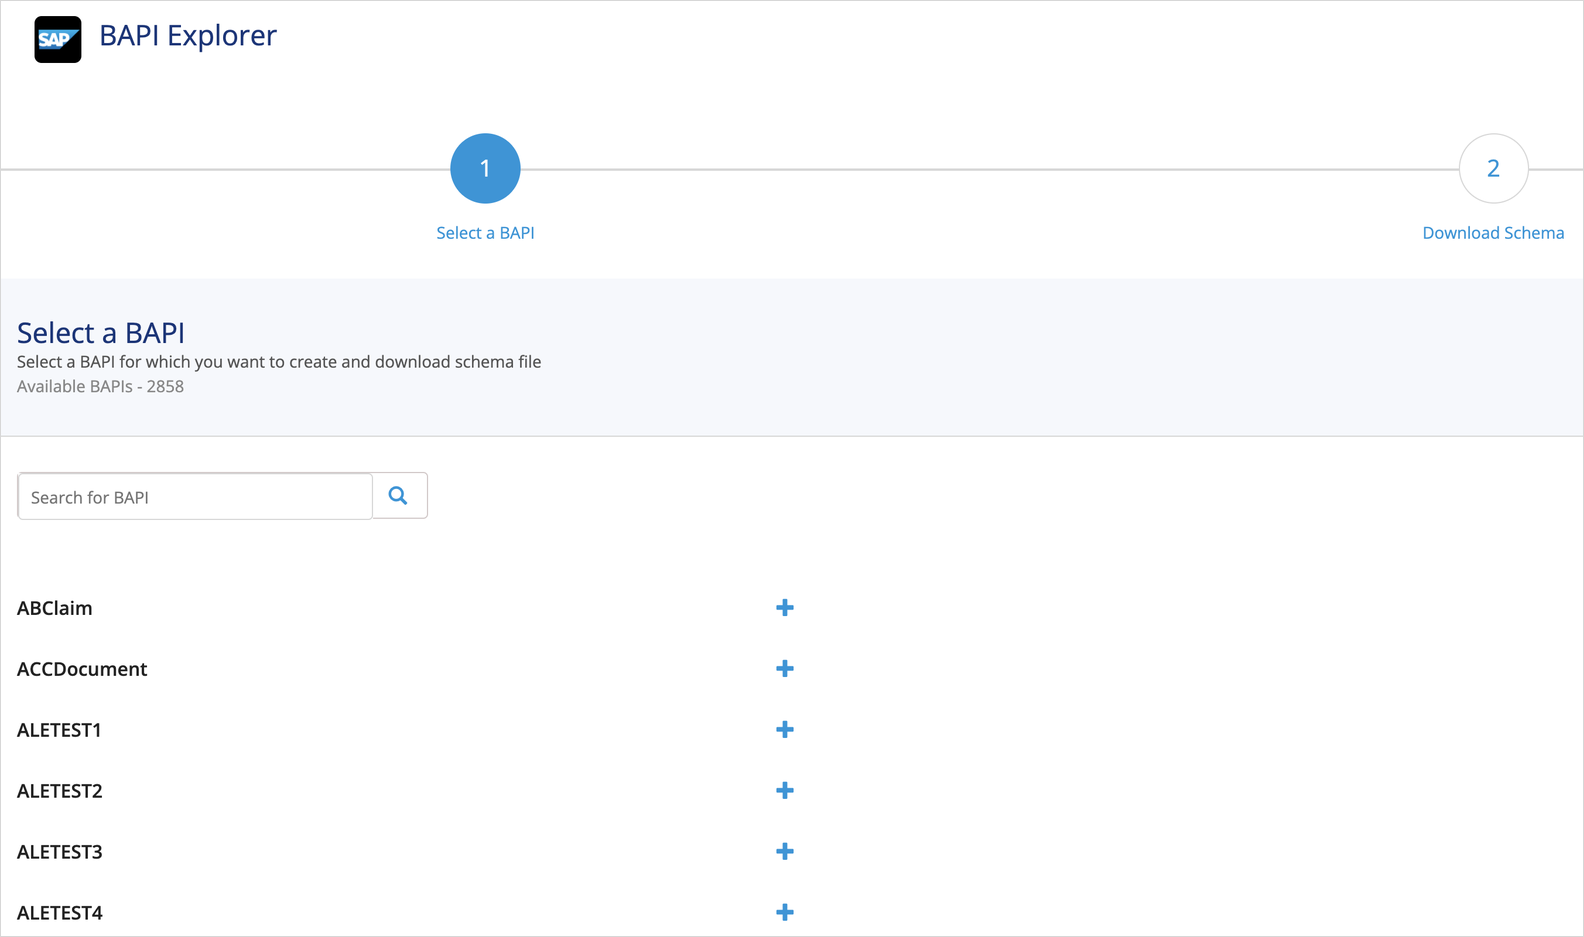 SAP
BAPI Explorer
1
2
Select a BAPI
Download Schema
Select a BAPI
Select a BAPI for which you want to create and download schema file
Available BAPIs - 2858
Search for BAPI
ABClaim
ACCDocument
ALETEST1
ALETEST2
ALETEST3
ALETEST4